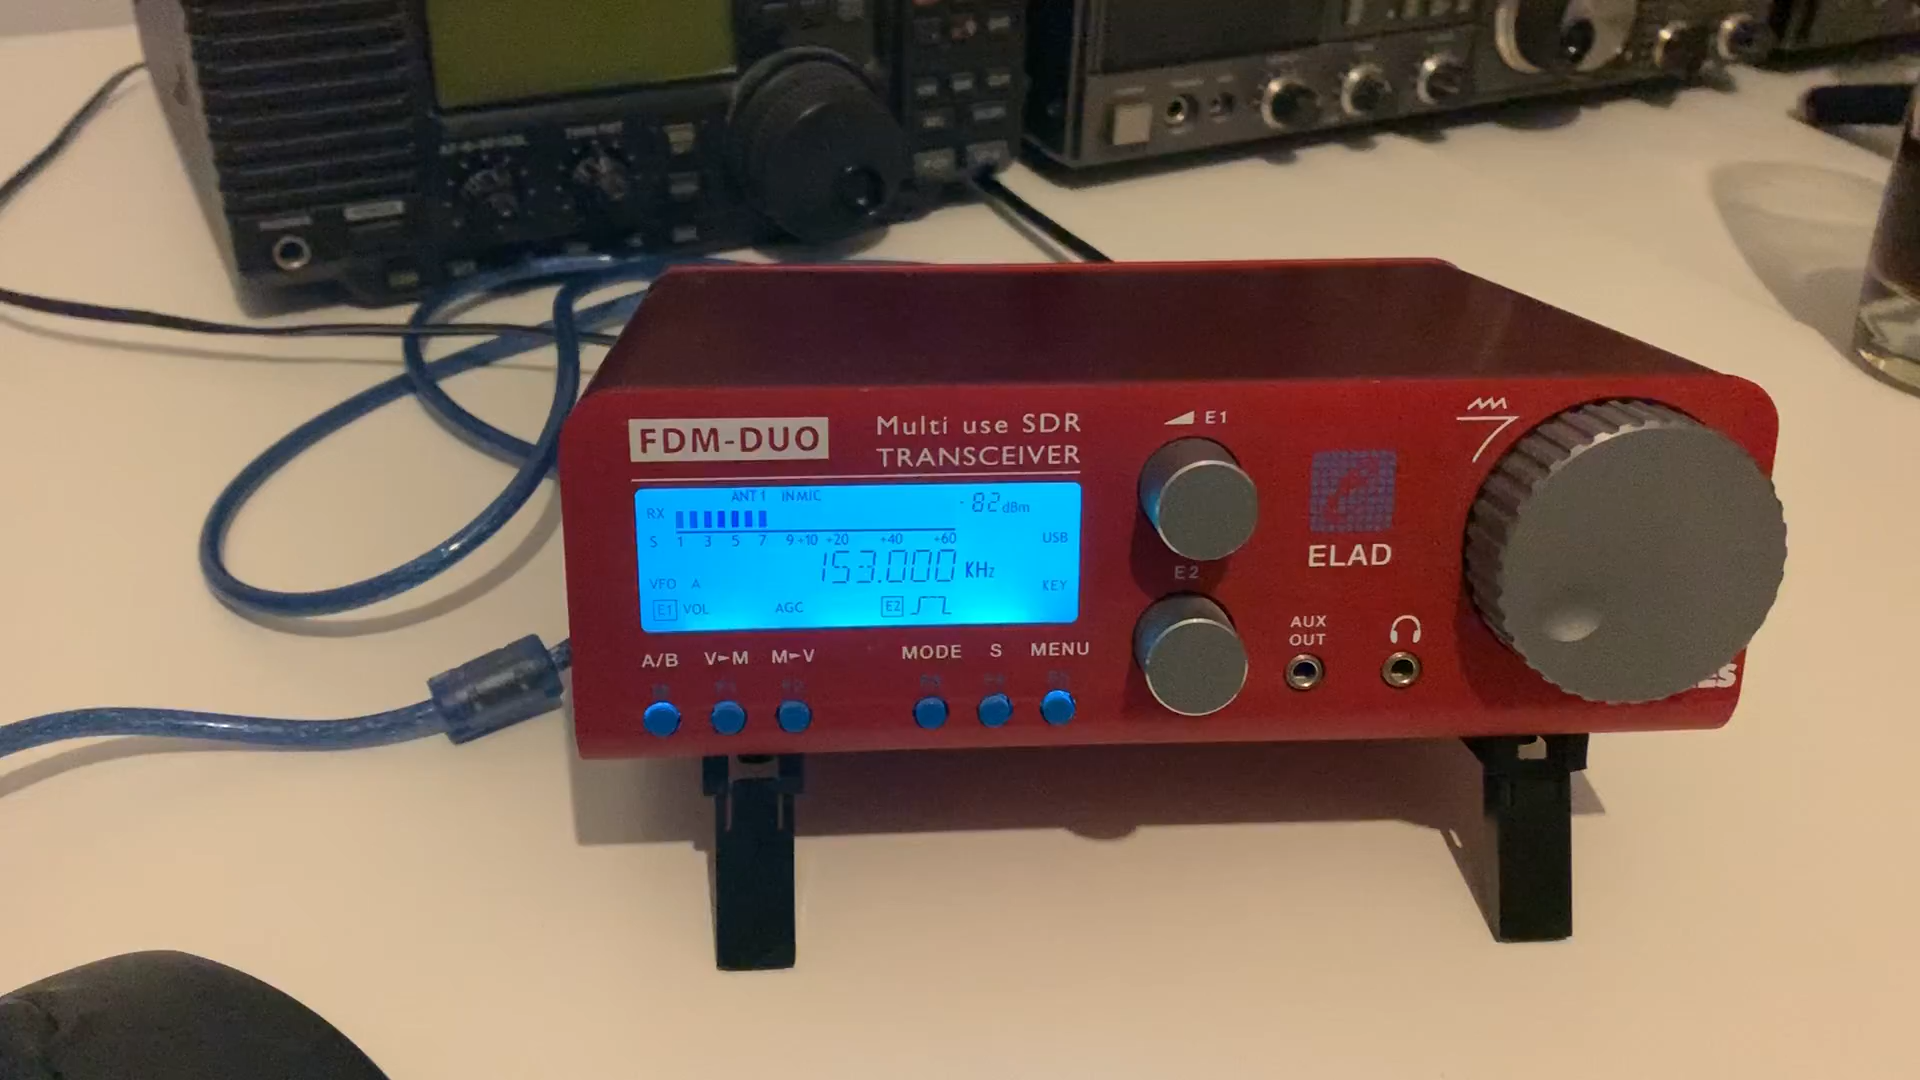 FDM-DUO
Multi use SDR
TRANSCEIVER
E1
ANT 1 IN MIC
-82 dBm
RX
S 1 3 5 7 9 +10 +20 +40 +60
USB
153.000 KHz
VFO A
KEY
E1 VOL AGC E2
E2
ELAD
A/B V►M M►V MODE S MENU
AUX
OUT